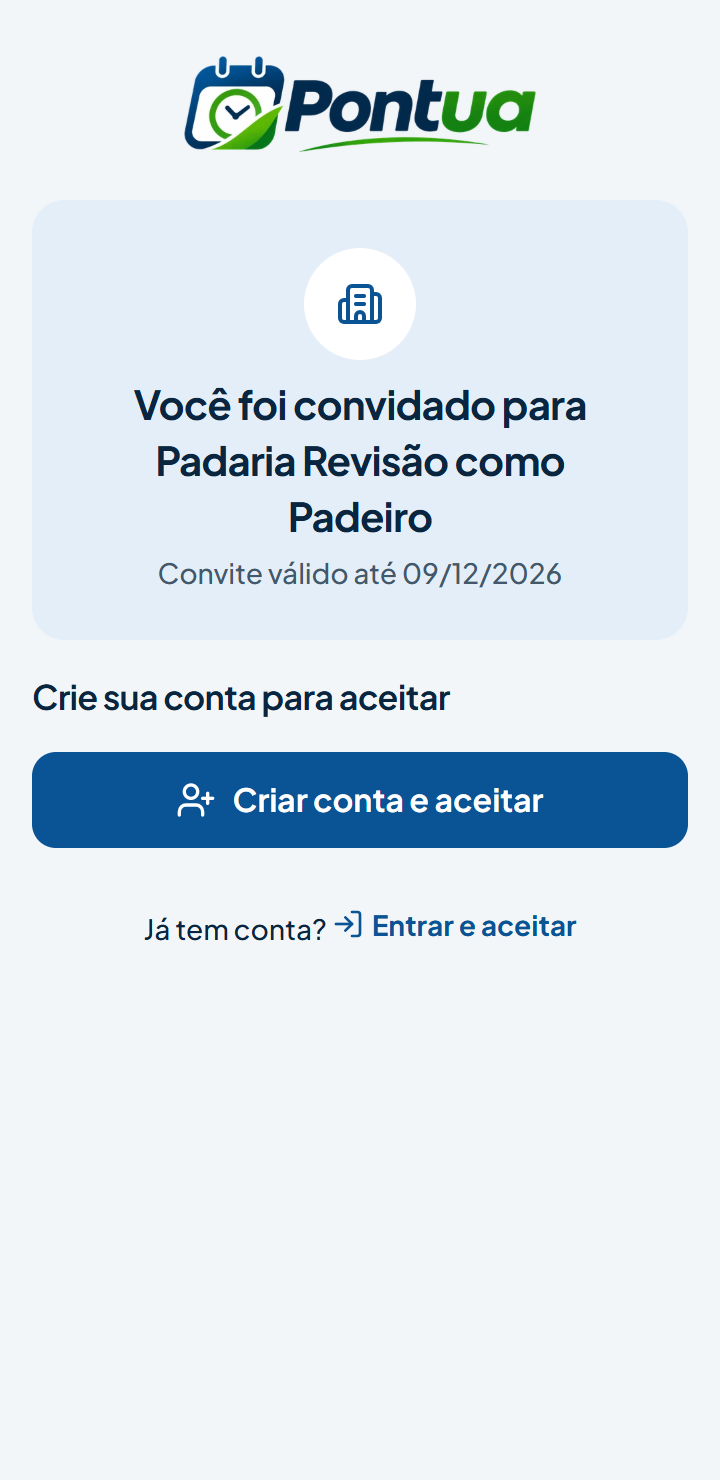 Pontua
Você foi convidado para
Padaria Revisão como
Padeiro
Convite válido até 09/12/2026
Crie sua conta para aceitar
Criar conta e aceitar
Já tem conta? Entrar e aceitar